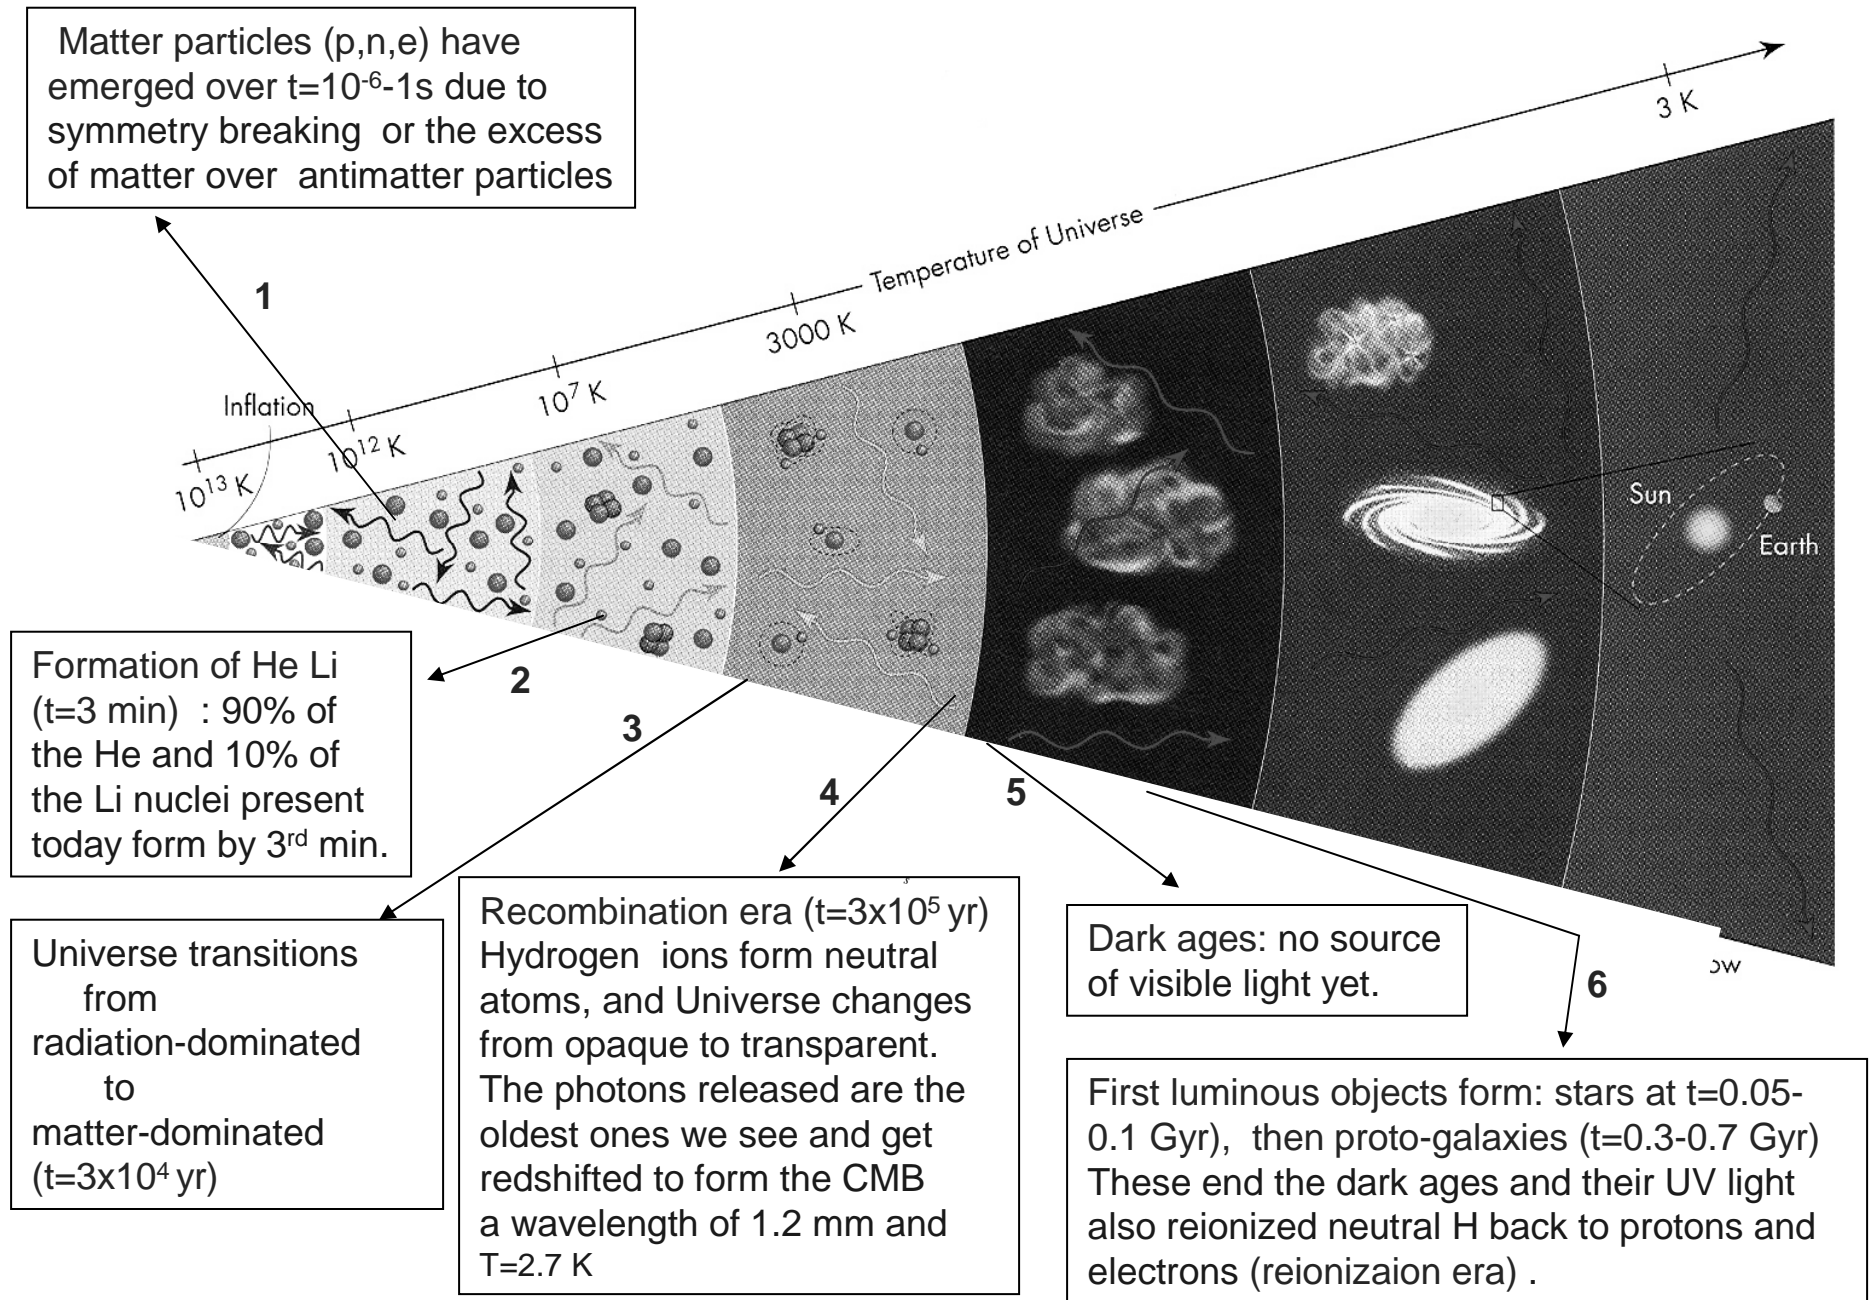 Matter particles (p,n,e) have
emerged over t=10⁻⁶-1s due to
symmetry breaking or the excess
of matter over antimatter particles
3 K
Temperature of Universe
1
3000 K
Inflation
10⁷ K
10¹² K
10¹³ K
Sun
Earth
Formation of He Li
(t=3 min) : 90% of
the He and 10% of
the Li nuclei present
today form by 3rd min.
2
3
4
5
6
ow
Universe transitions
from
radiation-dominated
to
matter-dominated
(t=3x10⁴ yr)
Recombination era (t=3x10⁵ yr)
Hydrogen ions form neutral
atoms, and Universe changes
from opaque to transparent.
The photons released are the
oldest ones we see and get
redshifted to form the CMB
a wavelength of 1.2 mm and
T=2.7 K
Dark ages: no source
of visible light yet.
First luminous objects form: stars at t=0.05-
0.1 Gyr), then proto-galaxies (t=0.3-0.7 Gyr)
These end the dark ages and their UV light
also reionized neutral H back to protons and
electrons (reionizaion era) .